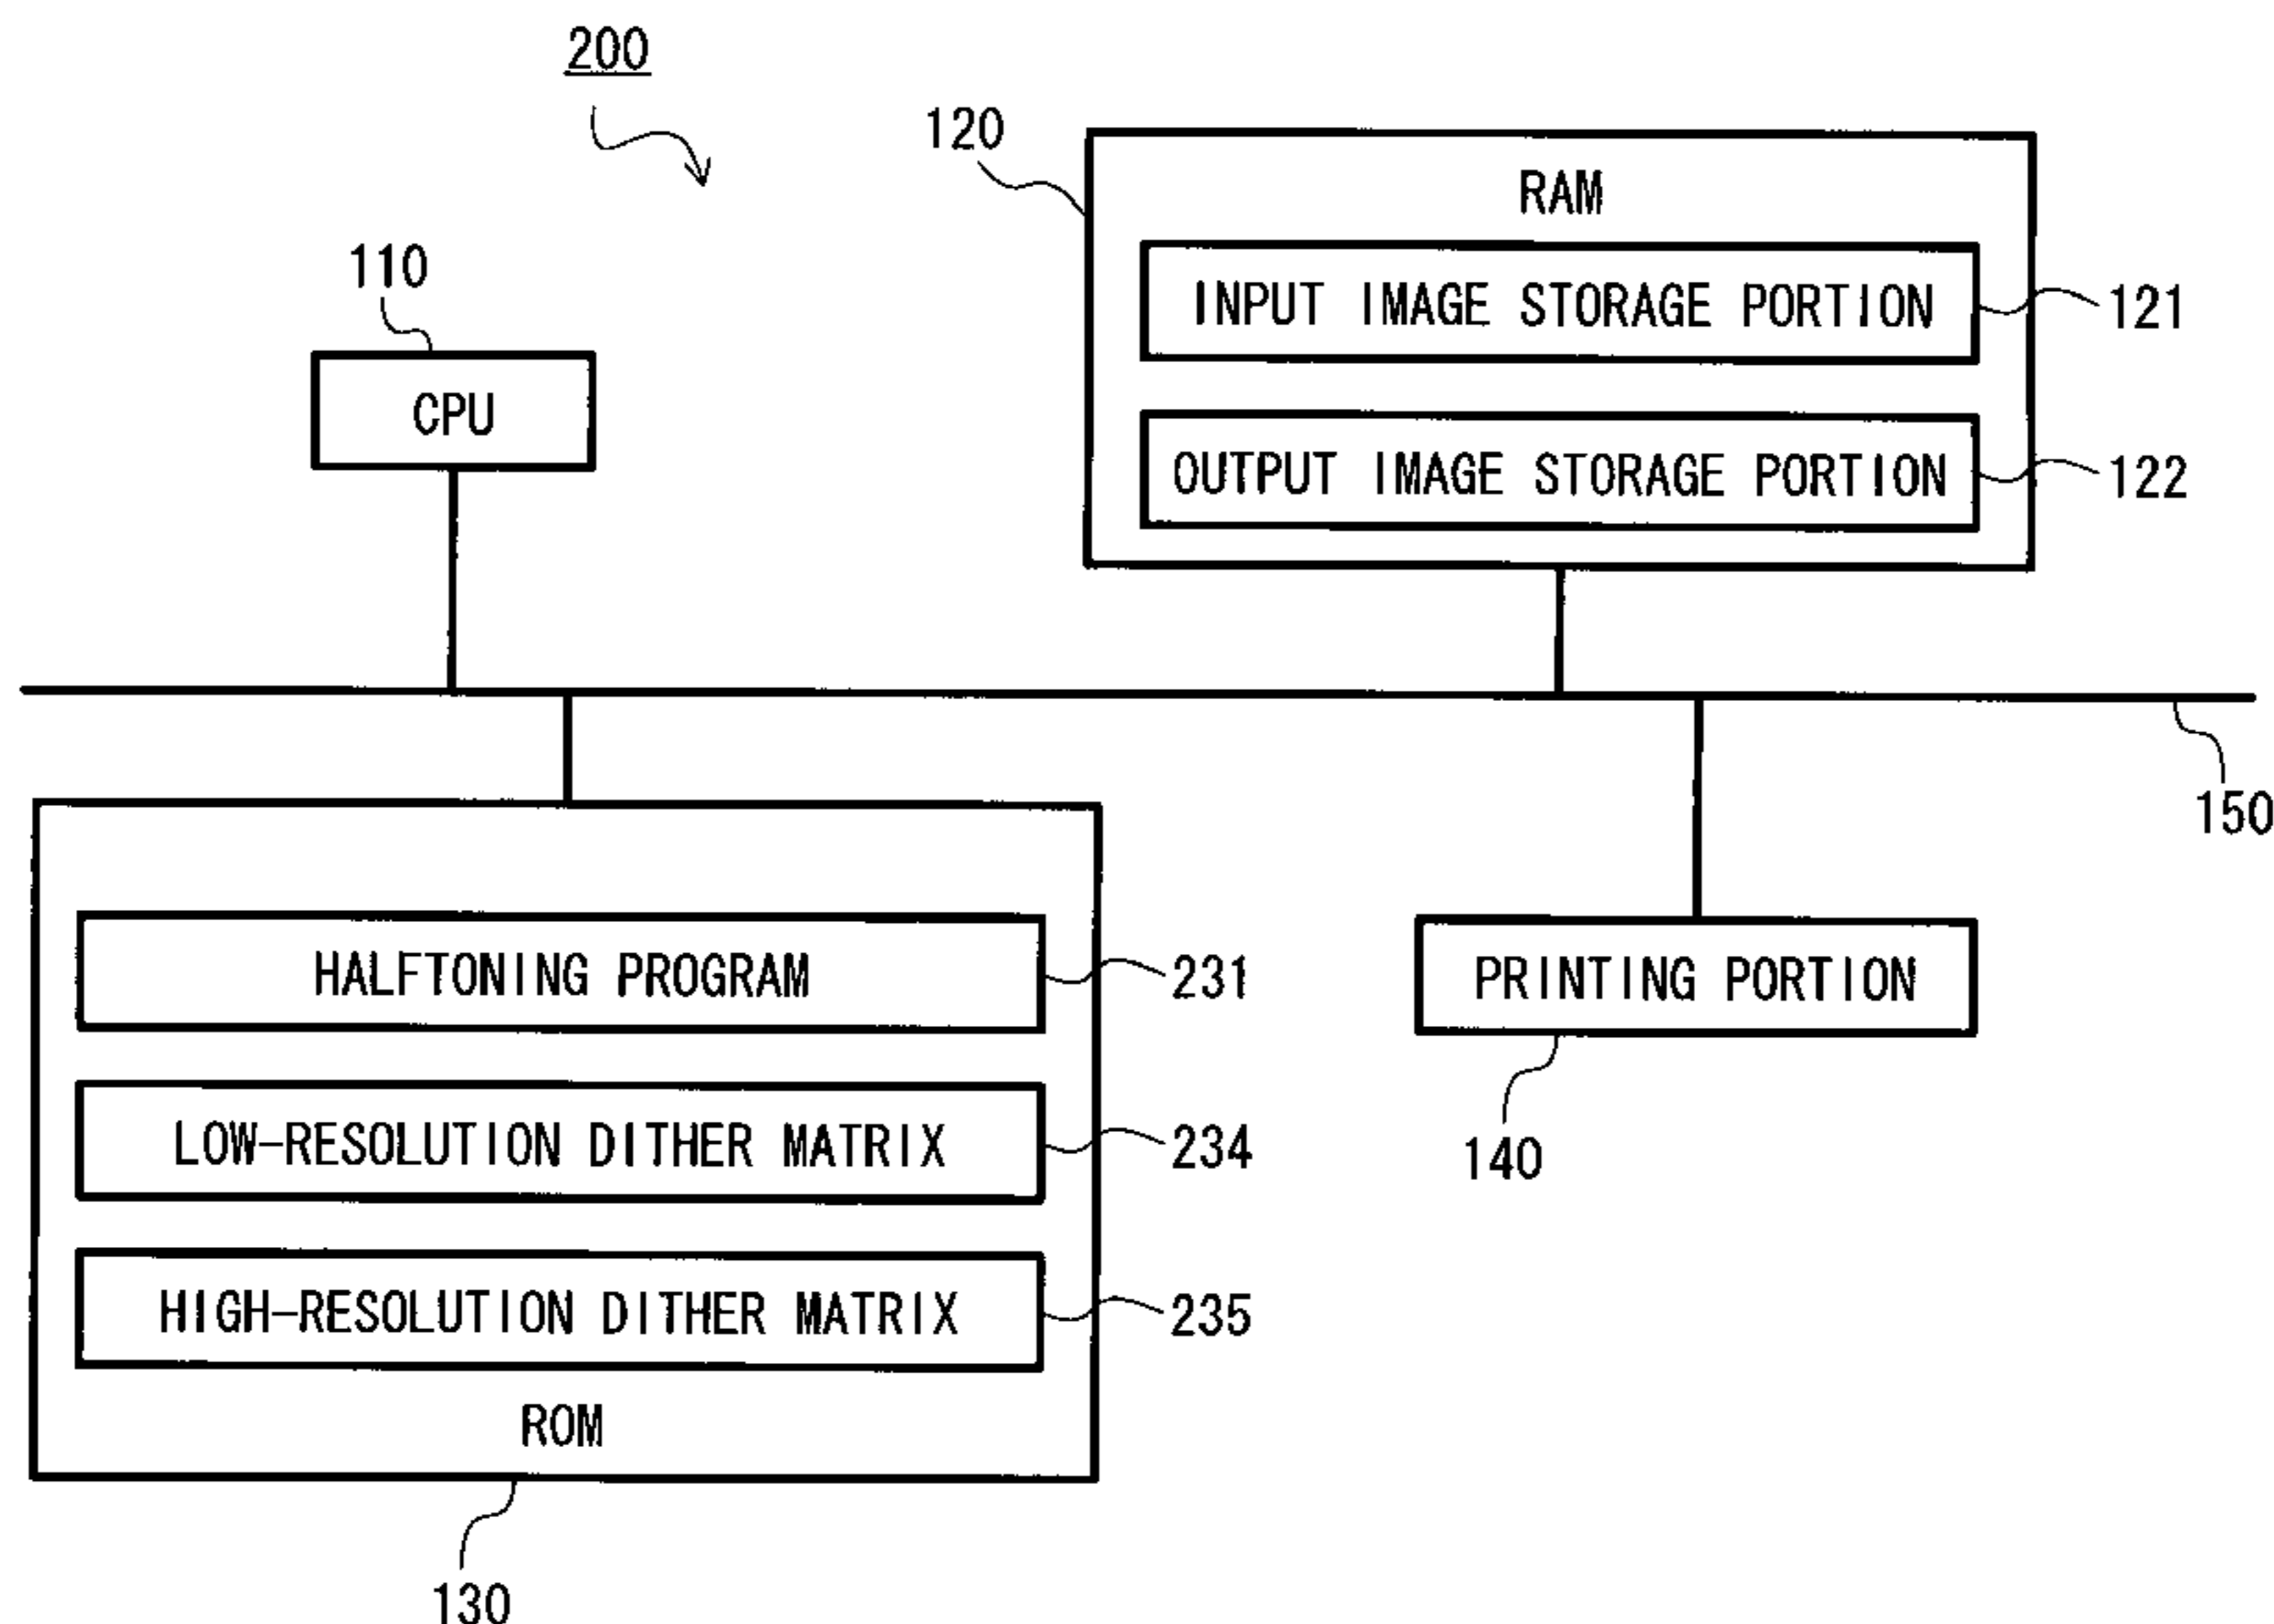 200
120
RAM
110
INPUT IMAGE STORAGE PORTION
121
CPU
OUTPUT IMAGE STORAGE PORTION
122
150
HALFTONING PROGRAM
231
PRINTING PORTION
LOW-RESOLUTION DITHER MATRIX
234
140
HIGH-RESOLUTION DITHER MATRIX
235
ROM
130